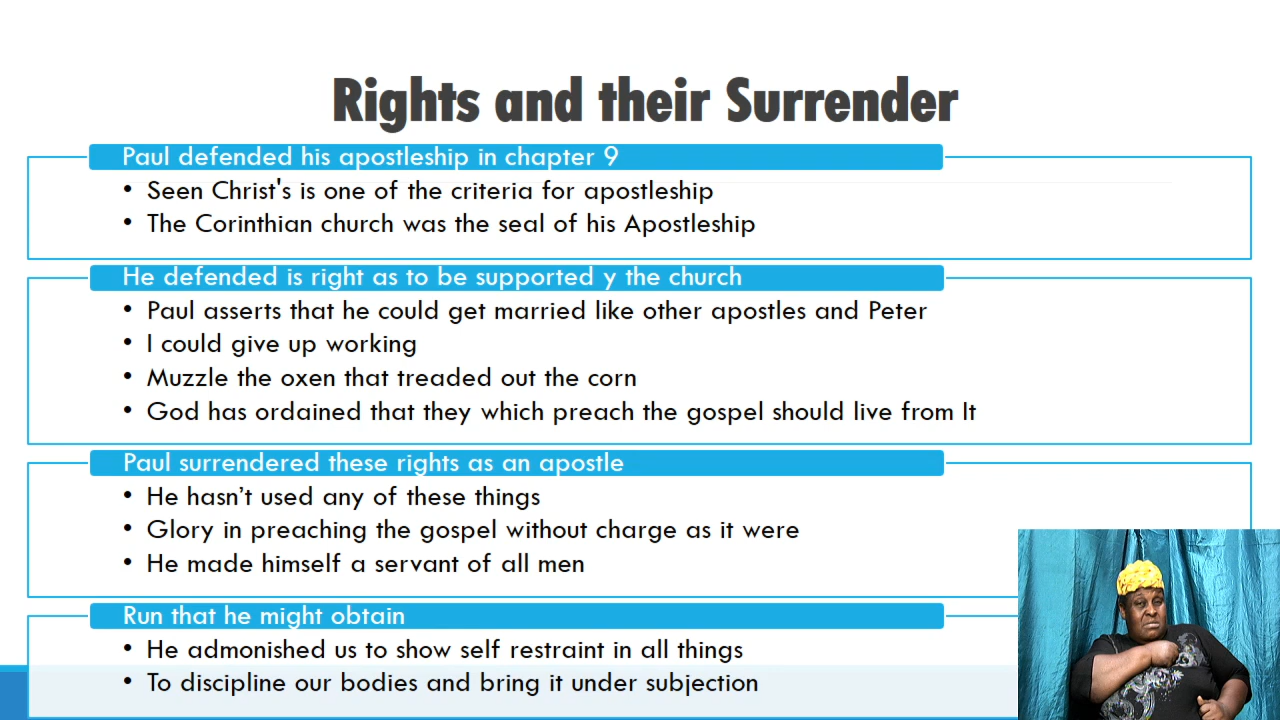 Rights and their Surrender
Paul defended his apostleship in chapter 9
• Seen Christ's is one of the criteria for apostleship
• The Corinthian church was the seal of his Apostleship
He defended is right as to be supported y the church
• Paul asserts that he could get married like other apostles and Peter
• I could give up working
• Muzzle the oxen that treaded out the corn
• God has ordained that they which preach the gospel should live from It
Paul surrendered these rights as an apostle
• He hasn’t used any of these things
• Glory in preaching the gospel without charge as it were
• He made himself a servant of all men
Run that he might obtain
• He admonished us to show self restraint in all things
• To discipline our bodies and bring it under subjection